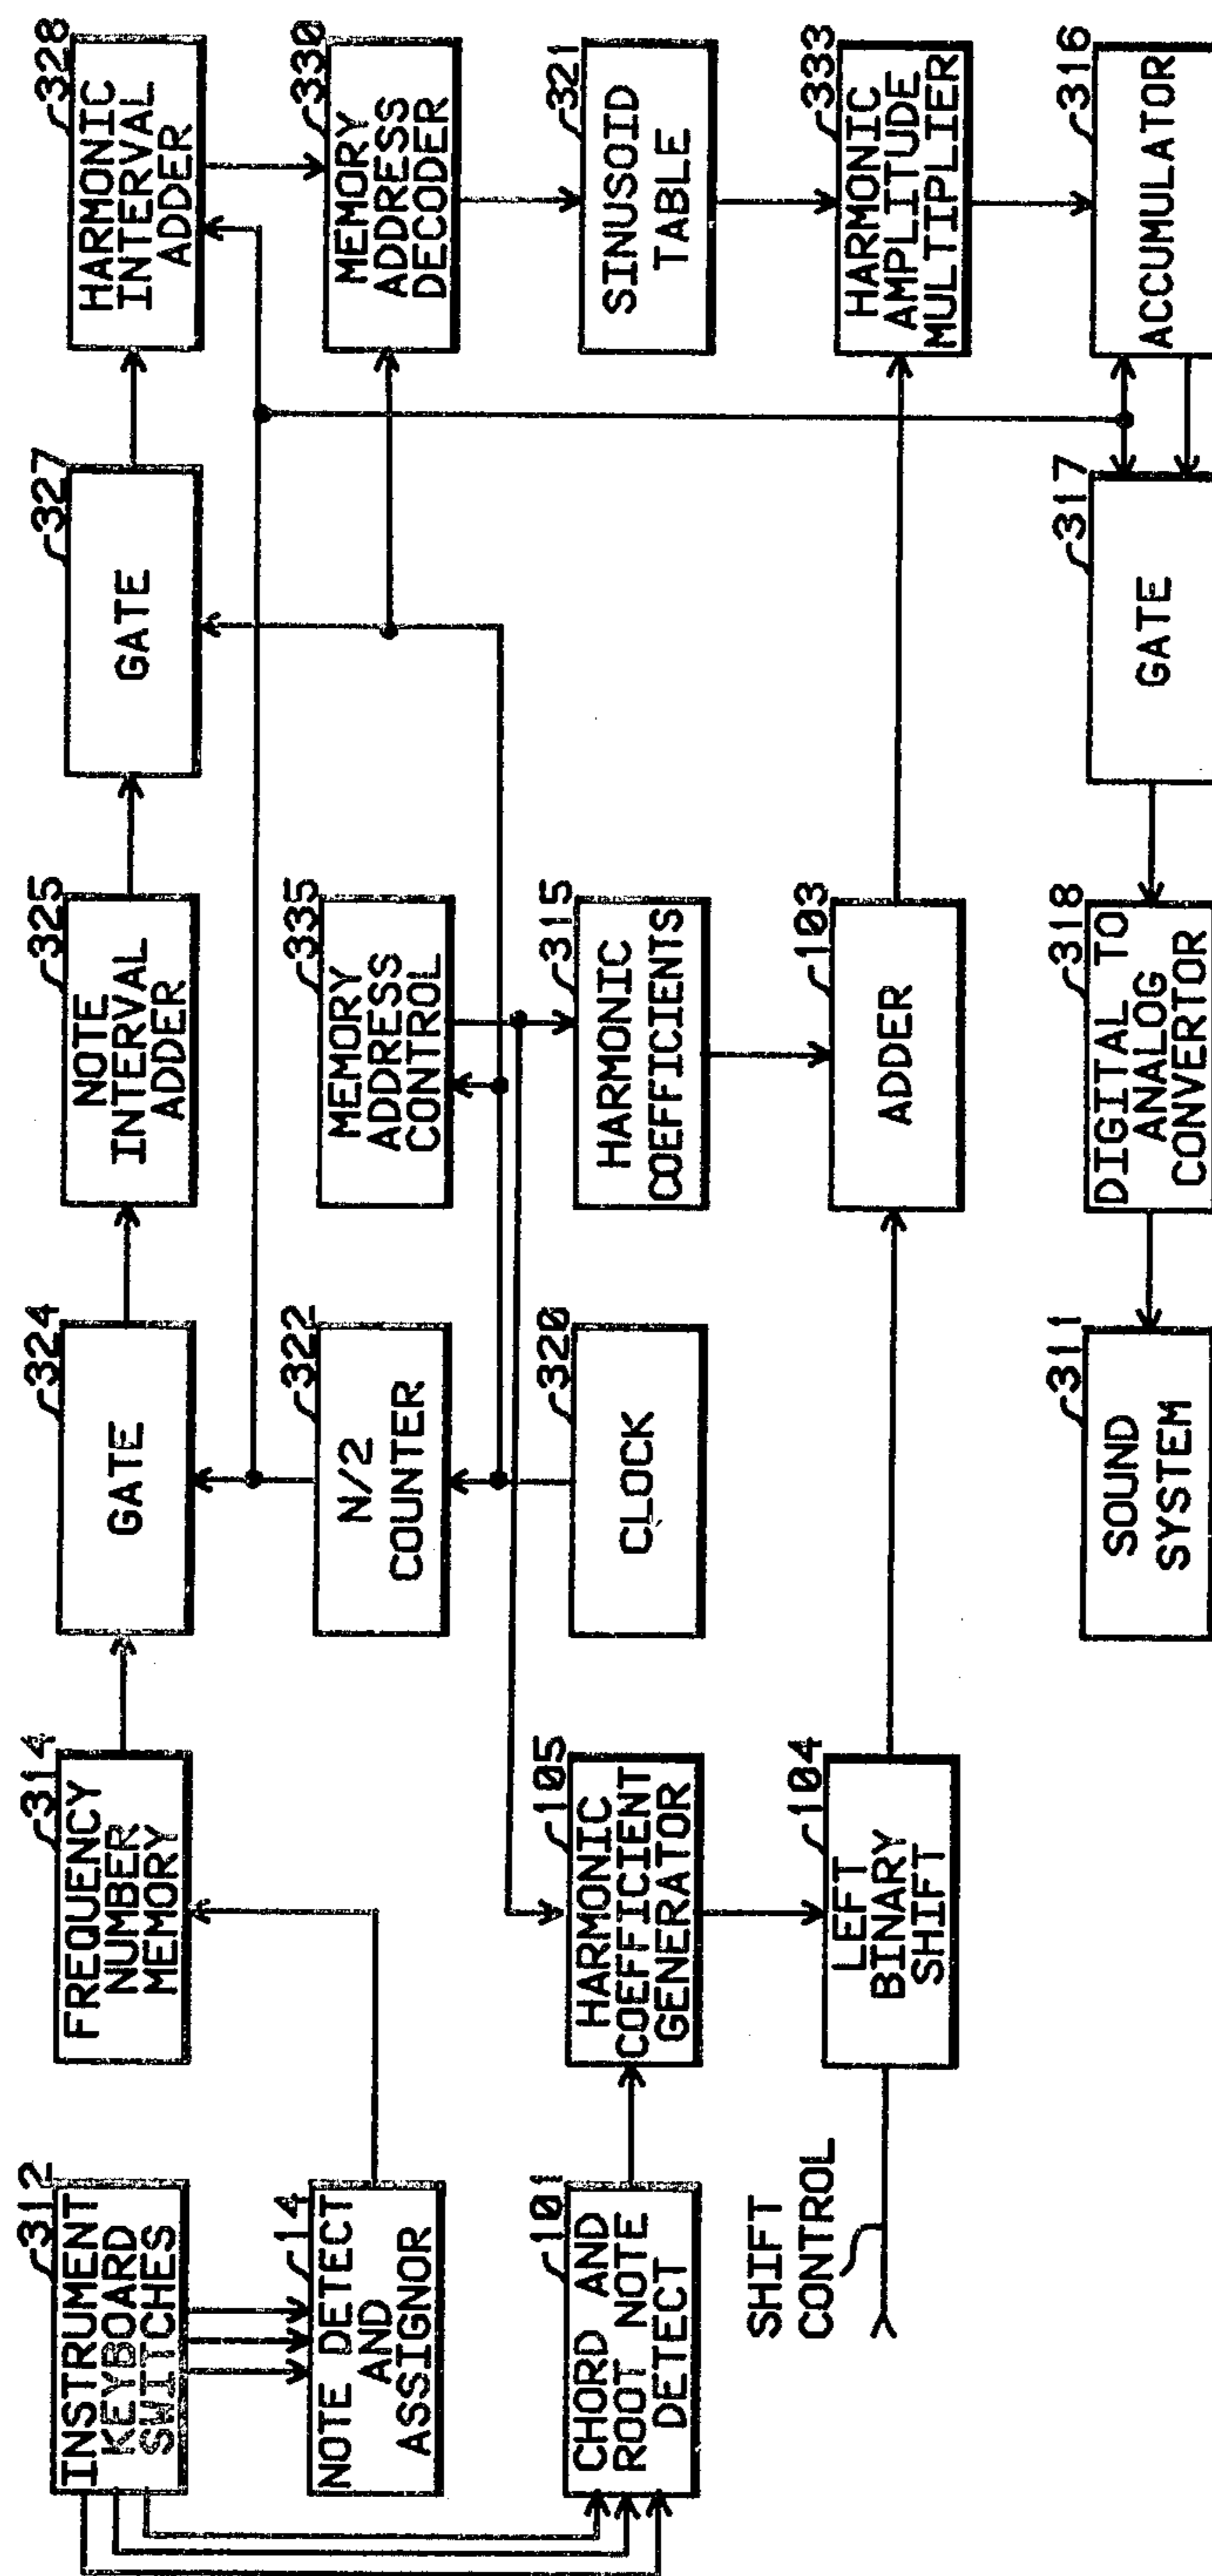 312
INSTRUMENT
KEYBOARD
SWITCHES
314
FREQUENCY
NUMBER
MEMORY
324
GATE
325
NOTE
INTERVAL
ADDER
327
GATE
328
HARMONIC
INTERVAL
ADDER
14
NOTE DETECT
AND
ASSIGNOR
322
N/2
COUNTER
335
MEMORY
ADDRESS
CONTROL
330
MEMORY
ADDRESS
DECODER
101
CHORD AND
ROOT NOTE
DETECT
105
HARMONIC
COEFFICIENT
GENERATOR
320
CLOCK
315
HARMONIC
COEFFICIENTS
321
SINUSOID
TABLE
SHIFT
CONTROL
104
LEFT
BINARY
SHIFT
103
ADDER
333
HARMONIC
AMPLITUDE
MULTIPLIER
311
SOUND
SYSTEM
318
DIGITAL TO
ANALOG
CONVERTOR
317
GATE
316
ACCUMULATOR